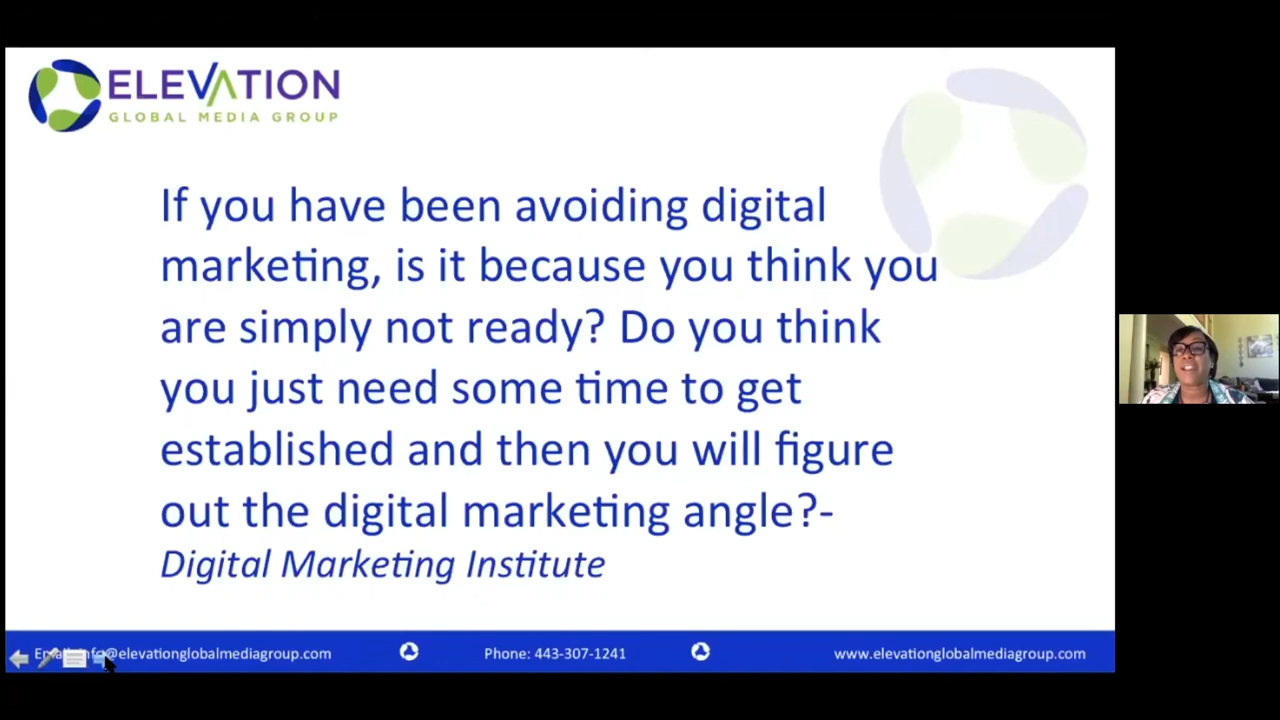 ELEVATION
GLOBAL MEDIA GROUP
If you have been avoiding digital
marketing, is it because you think you
are simply not ready? Do you think
you just need some time to get
established and then you will figure
out the digital marketing angle?-
Digital Marketing Institute
Email: info@elevationglobalmediagroup.com Phone: 443-307-1241 www.elevationglobalmediagroup.com